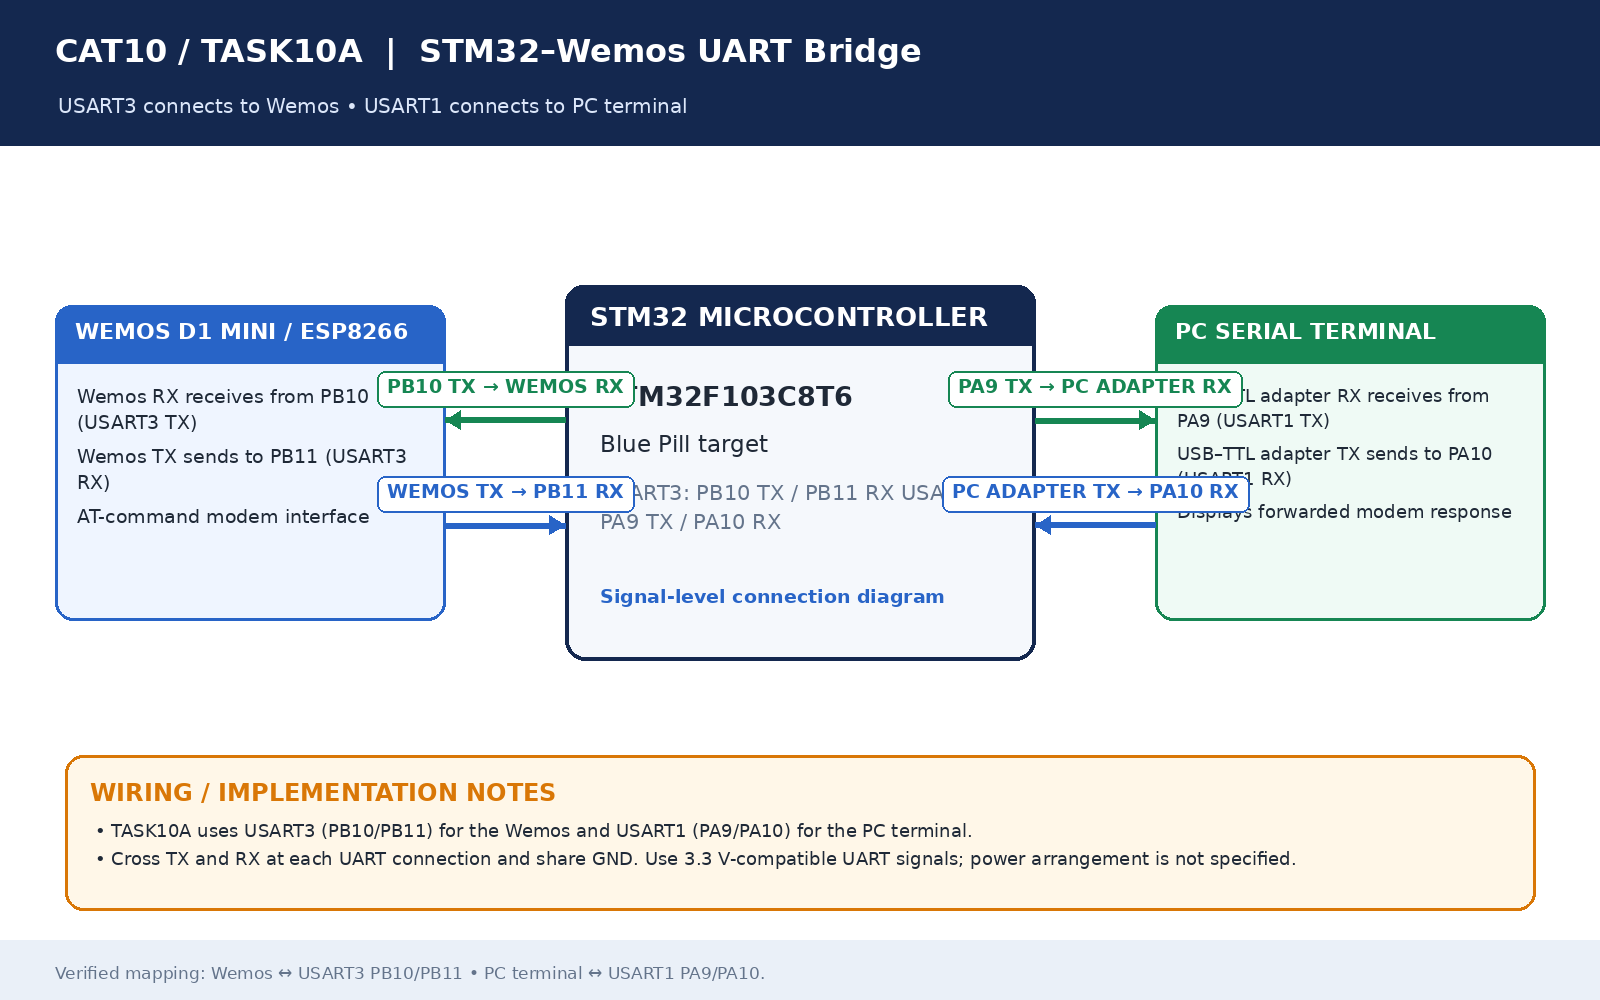 CAT10 / TASK10A | STM32–Wemos UART Bridge
USART3 connects to Wemos • USART1 connects to PC terminal
WEMOS D1 MINI / ESP8266
Wemos RX receives from PB10
(USART3 TX)
Wemos TX sends to PB11 (USART3
RX)
AT-command modem interface
PB10 TX → WEMOS RX
WEMOS TX → PB11 RX
STM32 MICROCONTROLLER
M32F103C8T6
Blue Pill target
ART3: PB10 TX / PB11 RX USA
PA9 TX / PA10 RX
Signal-level connection diagram
PA9 TX → PC ADAPTER RX
PC ADAPTER TX → PA10 RX
PC SERIAL TERMINAL
L adapter RX receives from
PA9 (USART1 TX)
USB–TTL adapter TX sends to PA10
(USART1 RX)
Displays forwarded modem response
WIRING / IMPLEMENTATION NOTES
• TASK10A uses USART3 (PB10/PB11) for the Wemos and USART1 (PA9/PA10) for the PC terminal.
• Cross TX and RX at each UART connection and share GND. Use 3.3 V-compatible UART signals; power arrangement is not specified.
Verified mapping: Wemos ↔ USART3 PB10/PB11 • PC terminal ↔ USART1 PA9/PA10.